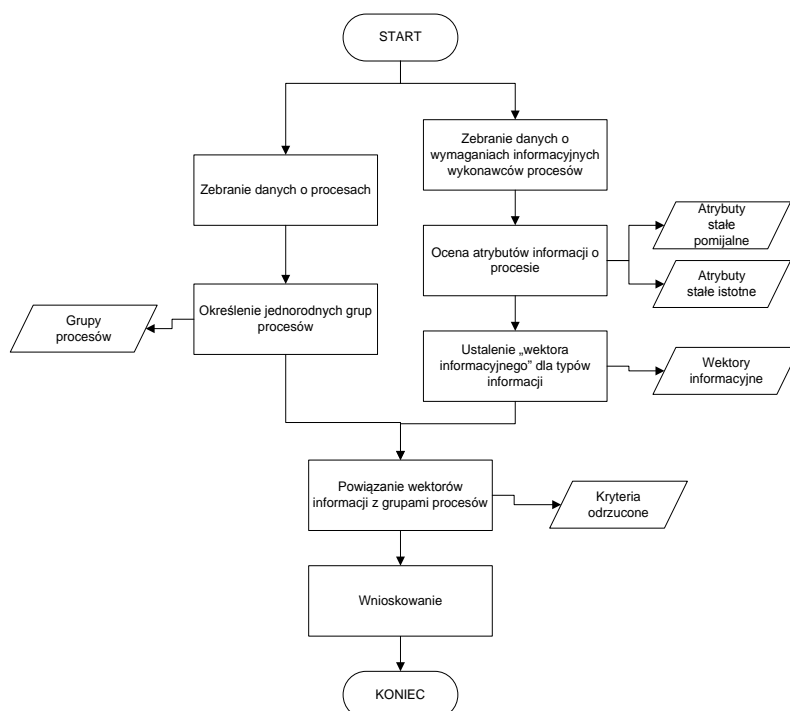 START
Zebranie danych o procesach
Zebranie danych o
wymaganiach informacyjnych
wykonawców procesów
Ocena atrybutów informacji o
procesie
Atrybuty
stałe
pomijalne
Atrybuty
stałe istotne
Określenie jednorodnych grup
procesów
Grupy
procesów
Ustalenie „wektora
informacyjnego” dla typów
informacji
Wektory
informacyjne
Powiązanie wektorów
informacji z grupami procesów
Kryteria
odrzucone
Wnioskowanie
KONIEC